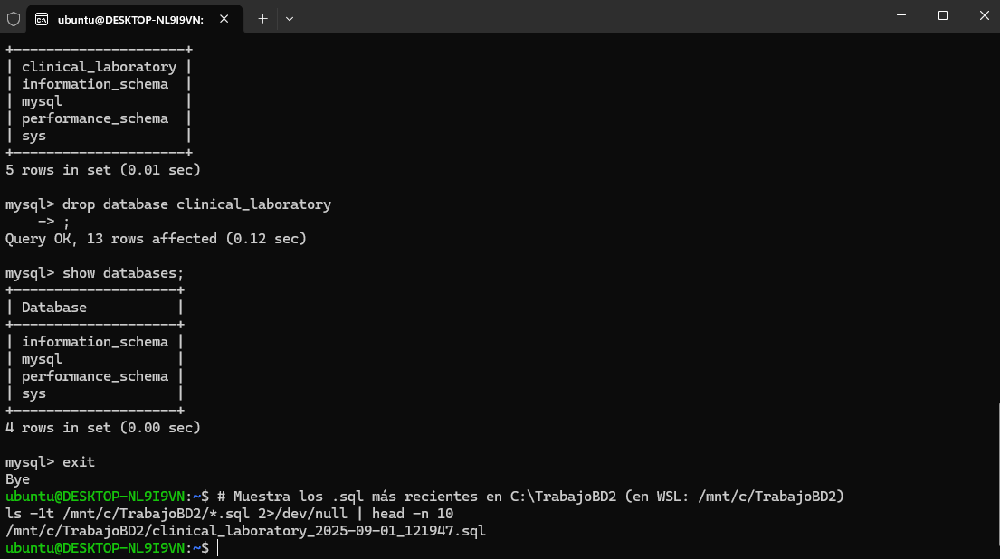 ubuntu@DESKTOP-NL9I9VN:
+---------------------+
| clinical_laboratory |
| information_schema  |
| mysql               |
| performance_schema  |
| sys                 |
+---------------------+
5 rows in set (0.01 sec)
mysql> drop database clinical_laboratory
    -> ;
Query OK, 13 rows affected (0.12 sec)
mysql> show databases;
+--------------------+
| Database           |
+--------------------+
| information_schema |
| mysql              |
| performance_schema |
| sys                |
+--------------------+
4 rows in set (0.00 sec)
mysql> exit
Bye
ubuntu@DESKTOP-NL9I9VN:~$ # Muestra los .sql más recientes en C:\TrabajoBD2 (en WSL: /mnt/c/TrabajoBD2)
ls -1t /mnt/c/TrabajoBD2/*.sql 2>/dev/null | head -n 10
/mnt/c/TrabajoBD2/clinical_laboratory_2025-09-01_121947.sql
ubuntu@DESKTOP-NL9I9VN:~$